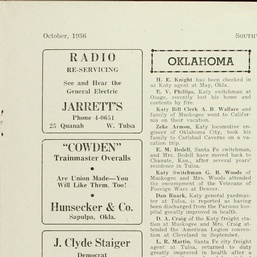 October, 1936
SOUTH
RADIO
RE-SERVICING
See and Hear the
General Electric
JARRETT'S
Phone 4-0651
25 Quanah W. Tulsa
"COWDEN"
Trainmaster Overalls
Are Union Made—You
Will Like Them, Too!
Hunsecker & Co.
Sapulpa, Okla.
J. Clyde Staiger
Democrat
OKLAHOMA
H. E. Knight has been checked in
as Katy agent at May, Okla.
E. V. Phillips, Katy switchman at
Osage, recently lost his home and
contents by fire.
Katy Bill Clerk A. B. Wallace and
family of Muskogee went to Califor-
nia on their vacation.
Zeke Armon, Katy locomotive en-
gineer of Oklahoma City, took his
family to Carlsbad Caverns on a va-
cation trip.
E. M. Bedell, Santa Fe switchman,
and Mrs. Bedell have moved back to
Chanute, Kas., after several years'
residence in Tulsa.
Katy Switchman G. B. Woods of
Muskogee and Mrs. Woods attended
the encampment of the Veterans of
Foreign Wars at Denver.
Dan Ruark, Katy general yardmas-
ter at Tulsa, is reported as having
been discharged from the Parsons hos-
pital greatly improved in health.
D. A. Craig of the Katy freight sta-
tion at Muskogee and Mrs. Craig at-
tended the American Legion conven-
tion at Cleveland in September.
L. R. Martin, Santa Fe city freight
agent at Tulsa, returned to duty
greatly improved in health after a